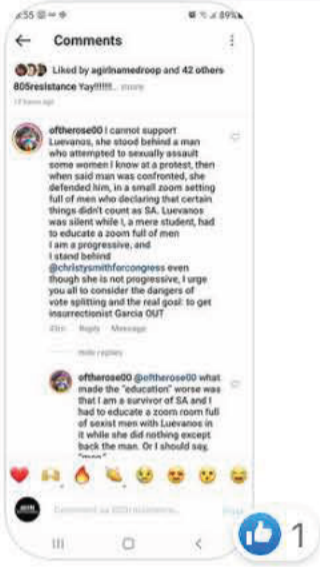 :55
89%
Comments
Liked by agirlnamedroop and 42 others
805resistance Yay!!!!!!... more
oftherose00 I cannot support
Luevanos, she stood behind a man
who attempted to sexually assault
some women I know at a protest, then
when said man was confronted, she
defended him, in a small zoom setting
full of men who declaring that certain
things didn't count as SA. Luevanos
was silent while I, a mere student, had
to educate a zoom full of men
I am a progressive, and
I stand behind
@christysmithforcongress even
though she is not progressive, I urge
you all to consider the dangers of
vote splitting and the real goal: to get
insurrectionist Garcia OUT
Reply Message
hide replies
oftherose00 @oftherose00 what
made the "education" worse was
that I am a survivor of SA and I
had to educate a zoom room full
of sexist men with Luevanos in
it while she did nothing except
back the man. Or I should say,
1